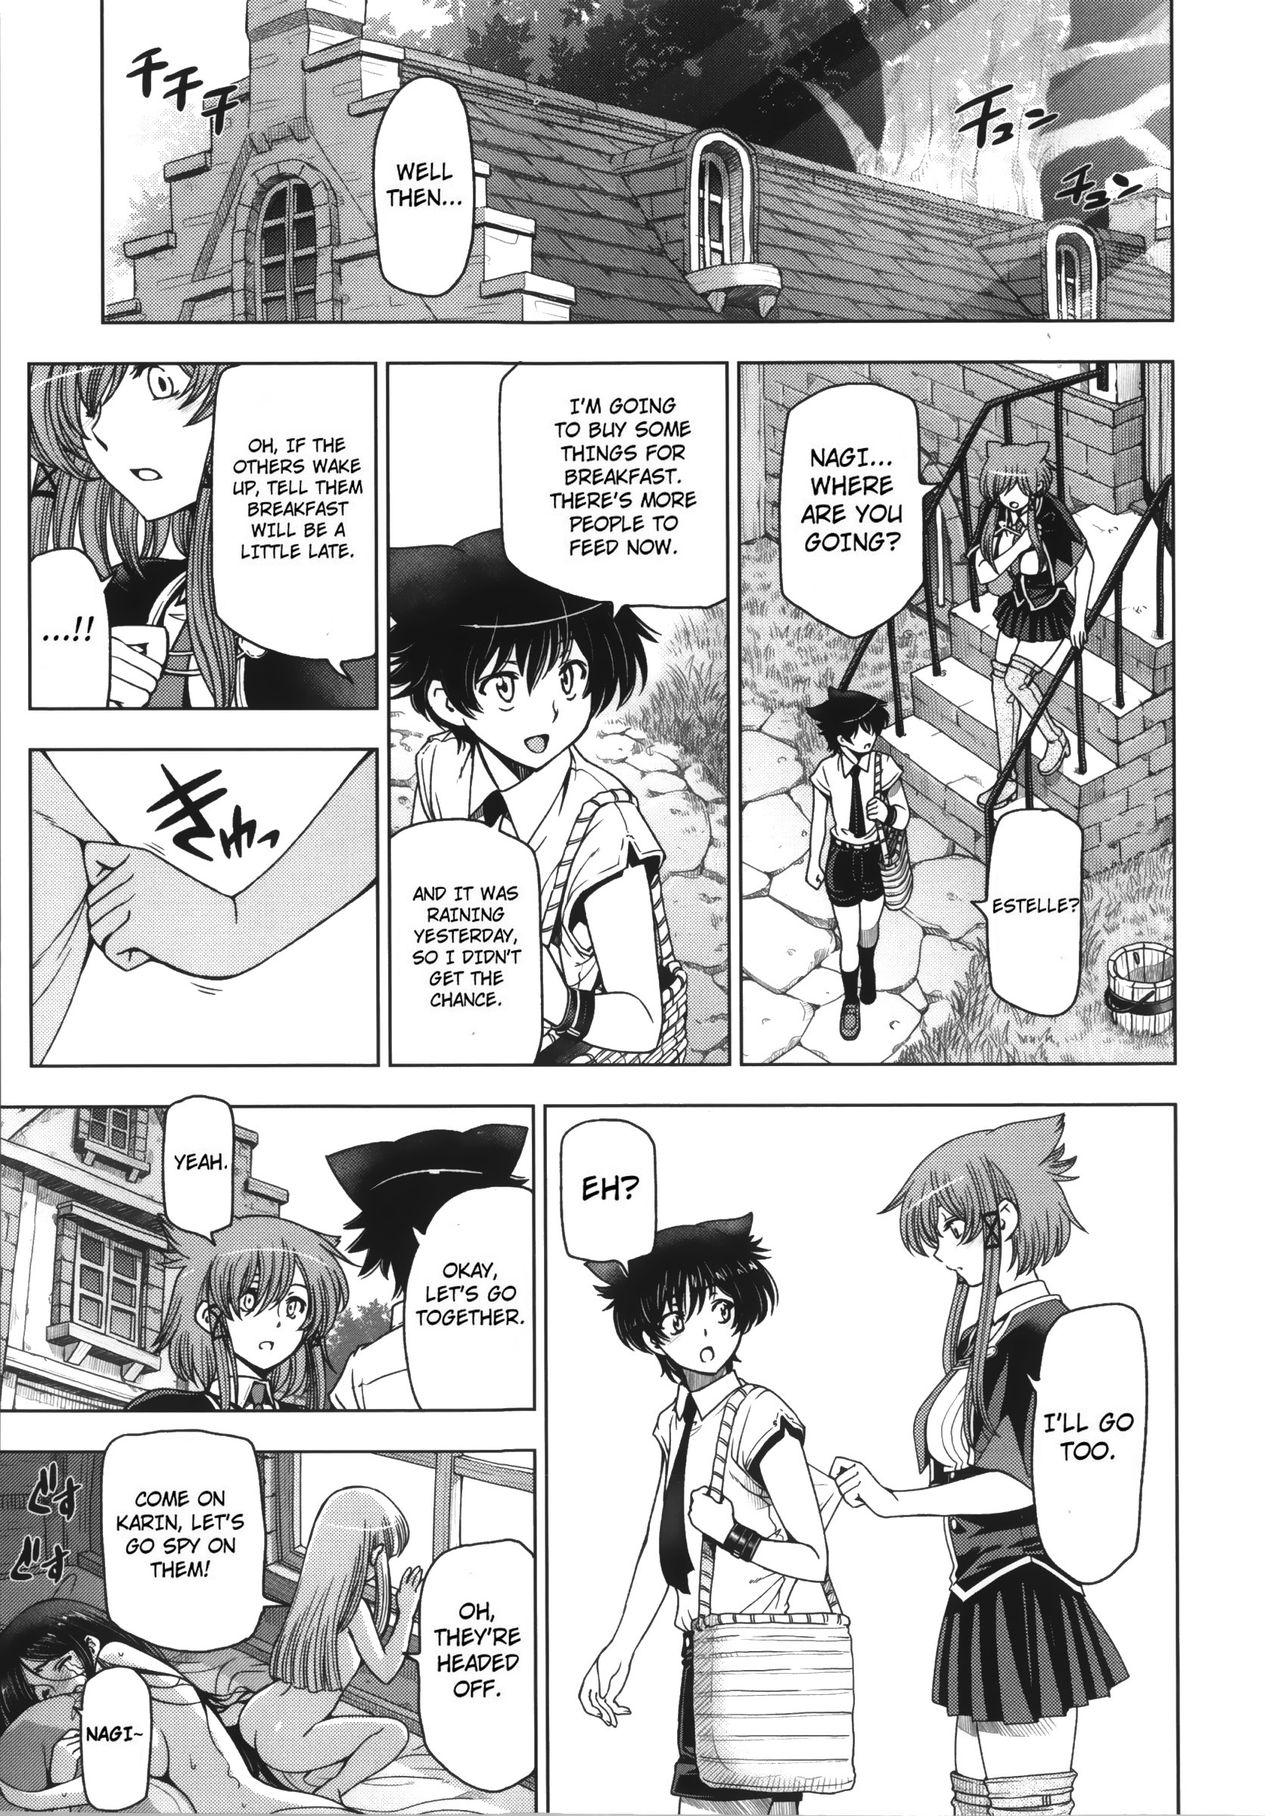 チチチ
チュン
チュン
WELL
THEN...
NAGI...
WHERE
ARE YOU
GOING?
ESTELLE?
I'M GOING
TO BUY SOME
THINGS FOR
BREAKFAST.
THERE'S MORE
PEOPLE TO
FEED NOW.
AND IT WAS
RAINING
YESTERDAY,
SO I DIDN'T
GET THE
CHANCE.
OH, IF THE
OTHERS WAKE
UP, TELL THEM
BREAKFAST
WILL BE A
LITTLE LATE.
...!!
きゅっ
EH?
I'LL GO
TOO.
OKAY,
LET'S GO
TOGETHER.
YEAH.
OH,
THEY'RE
HEADED
OFF.
COME ON
KARIN, LET'S
GO SPY ON
THEM!
ぐす
ぐす
NAGI~